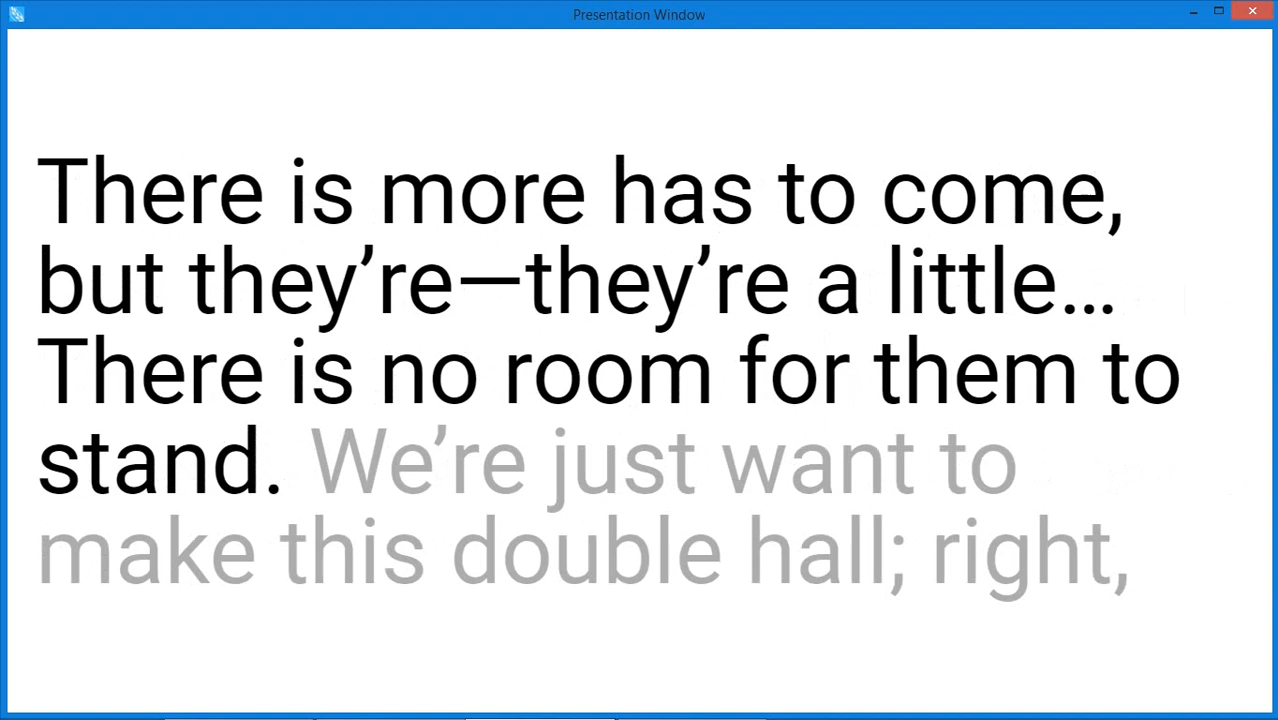 Presentation Window
There is more has to come,
but they’re—they’re a little…
There is no room for them to
stand. We’re just want to
make this double hall; right,